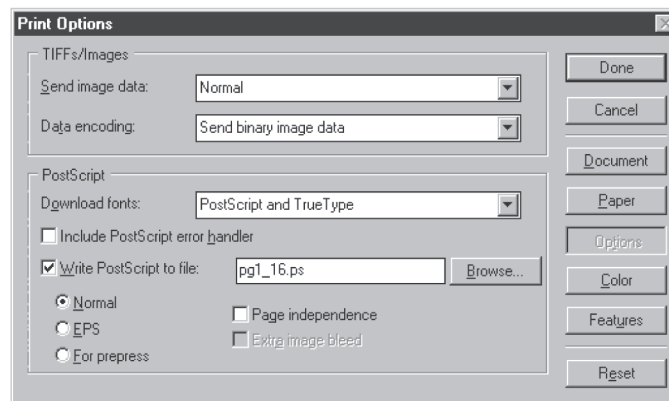 Print Options
TIFFs/Images
Send image data:
Normal
Data encoding:
Send binary image data
PostScript
Download fonts:
PostScript and TrueType
Include PostScript error handler
Write PostScript to file:
pg1_16.ps
Browse...
Normal
EPS
For prepress
Page independence
Extra image bleed
Done
Cancel
Document
Paper
Options
Color
Features
Reset